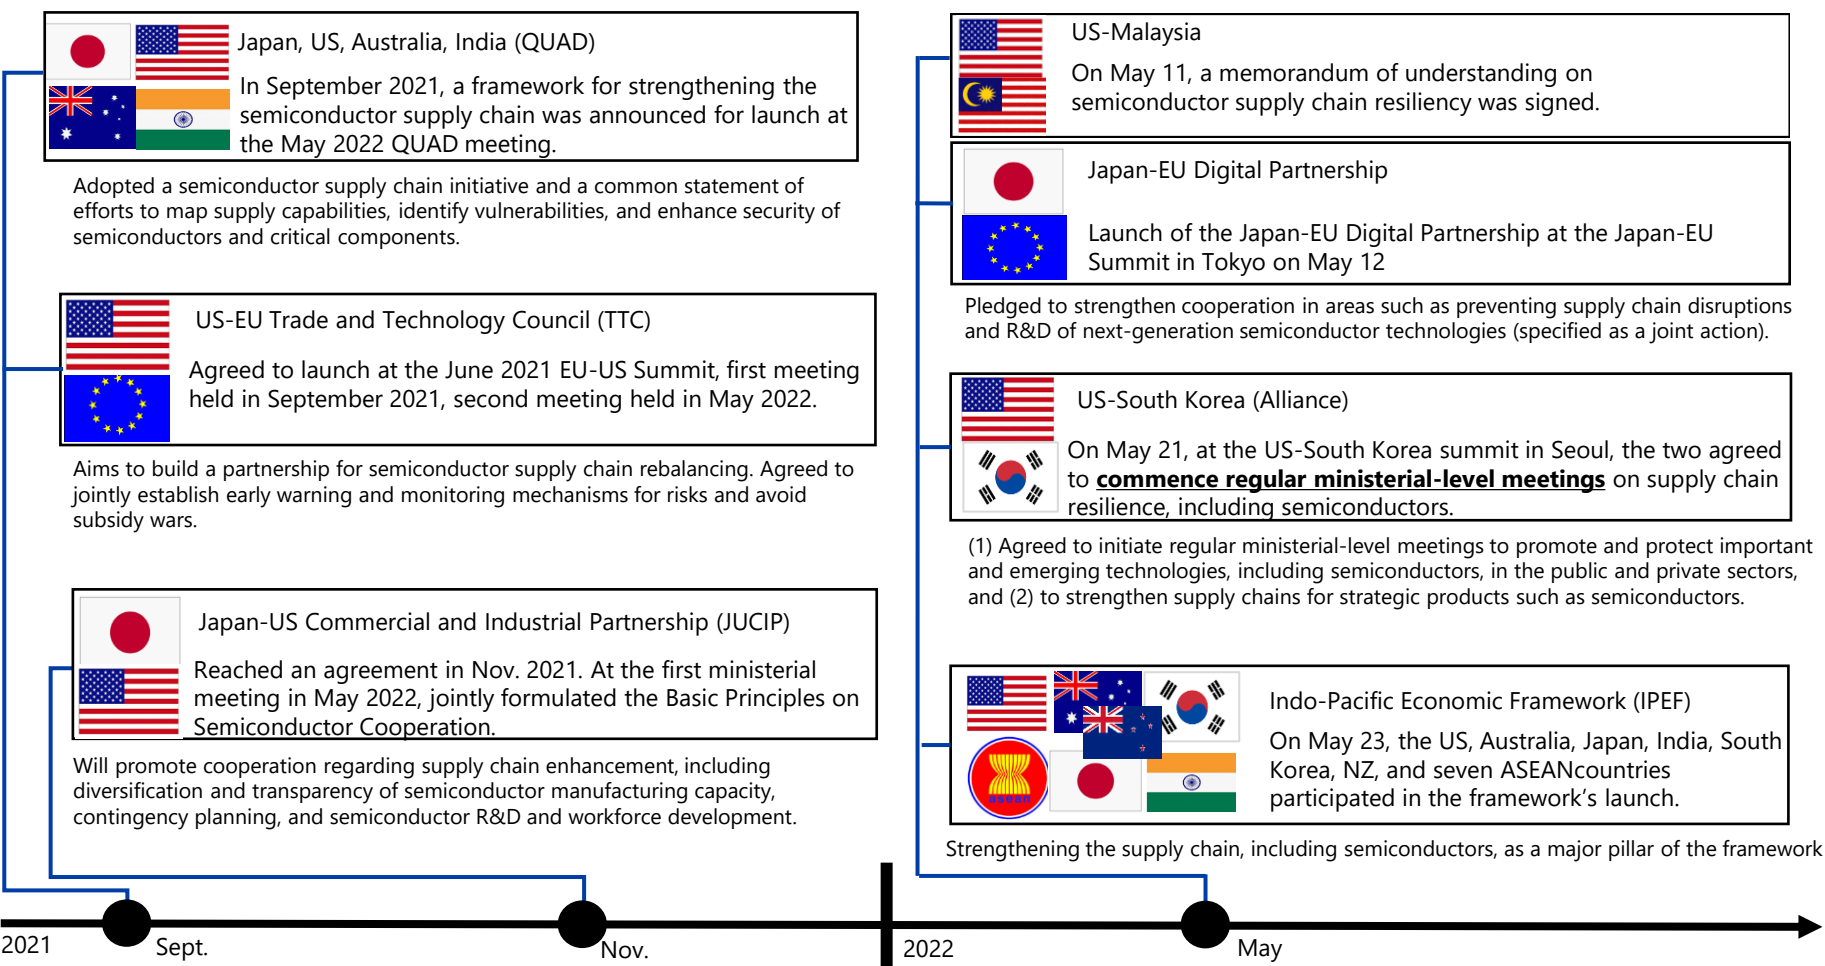 Japan, US, Australia, India (QUAD)
In September 2021, a framework for strengthening the
semiconductor supply chain was announced for launch at
the May 2022 QUAD meeting.
Adopted a semiconductor supply chain initiative and a common statement of
efforts to map supply capabilities, identify vulnerabilities, and enhance security of
semiconductors and critical components.
US-EU Trade and Technology Council (TTC)
Agreed to launch at the June 2021 EU-US Summit, first meeting
held in September 2021, second meeting held in May 2022.
Aims to build a partnership for semiconductor supply chain rebalancing. Agreed to
jointly establish early warning and monitoring mechanisms for risks and avoid
subsidy wars.
Japan-US Commercial and Industrial Partnership (JUCIP)
Reached an agreement in Nov. 2021. At the first ministerial
meeting in May 2022, jointly formulated the Basic Principles on
Semiconductor Cooperation.
Will promote cooperation regarding supply chain enhancement, including
diversification and transparency of semiconductor manufacturing capacity,
contingency planning, and semiconductor R&D and workforce development.
US-Malaysia
On May 11, a memorandum of understanding on
semiconductor supply chain resiliency was signed.
Japan-EU Digital Partnership
Launch of the Japan-EU Digital Partnership at the Japan-EU
Summit in Tokyo on May 12
Pledged to strengthen cooperation in areas such as preventing supply chain disruptions
and R&D of next-generation semiconductor technologies (specified as a joint action).
US-South Korea (Alliance)
On May 21, at the US-South Korea summit in Seoul, the two agreed
to commence regular ministerial-level meetings on supply chain
resilience, including semiconductors.
(1) Agreed to initiate regular ministerial-level meetings to promote and protect important
and emerging technologies, including semiconductors, in the public and private sectors,
and (2) to strengthen supply chains for strategic products such as semiconductors.
Indo-Pacific Economic Framework (IPEF)
On May 23, the US, Australia, Japan, India, South
Korea, NZ, and seven ASEANcountries
participated in the framework's launch.
asean
Strengthening the supply chain, including semiconductors, as a major pillar of the framework
2021
Sept.
Nov.
2022
May